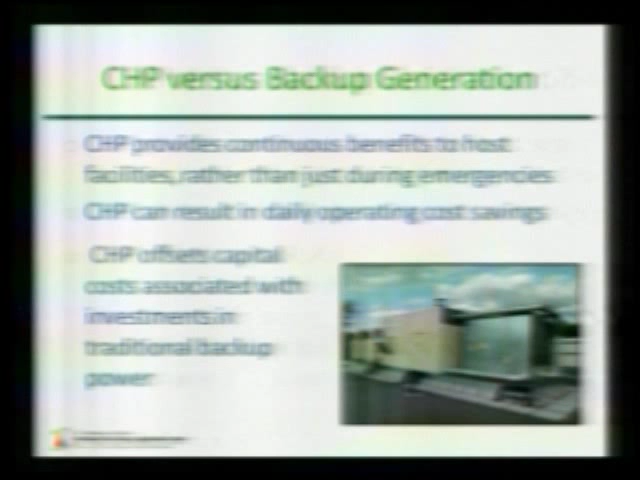 CHP versus Backup Generation
CHP provides continuous benefits to host
facilities, rather than just during emergencies
CHP can result in daily operating cost savings
CHP offsets capital
costs associated with
investments in
traditional backup
power